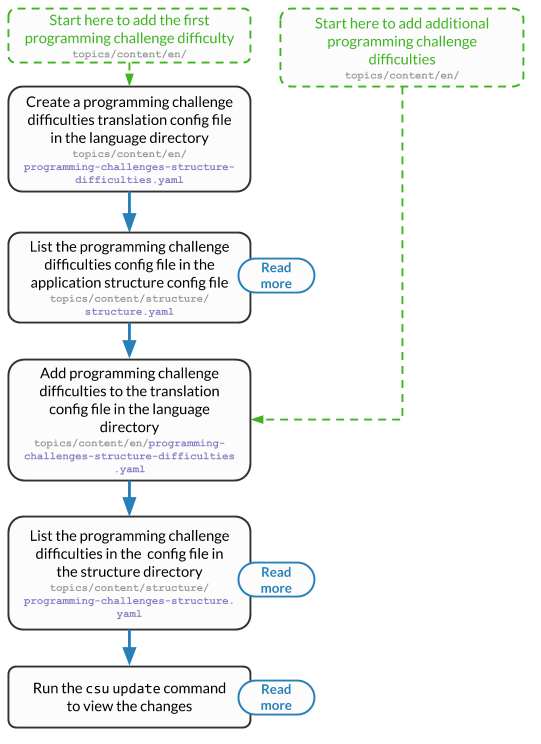 Start here to add the first
programming challenge difficulty
topics/content/en/
Start here to add additional
programming challenge
difficulties
topics/content/en/
Create a programming challenge
difficulties translation config file
in the language directory
topics/content/en/
programming-challenges-structure-
difficulties.yaml
List the programming challenge
difficulties config file in the
application structure config file
topics/content/structure/
structure.yaml
Read
more
Add programming challenge
difficulties to the translation
config file in the language
directory
topics/content/en/programming-
challenges-structure-difficulties
.yaml
List the programming challenge
difficulties in the config file in
the structure directory
topics/content/structure/
programming-challenges-structure.
yaml
Read
more
Run the csu update command
to view the changes
Read
more